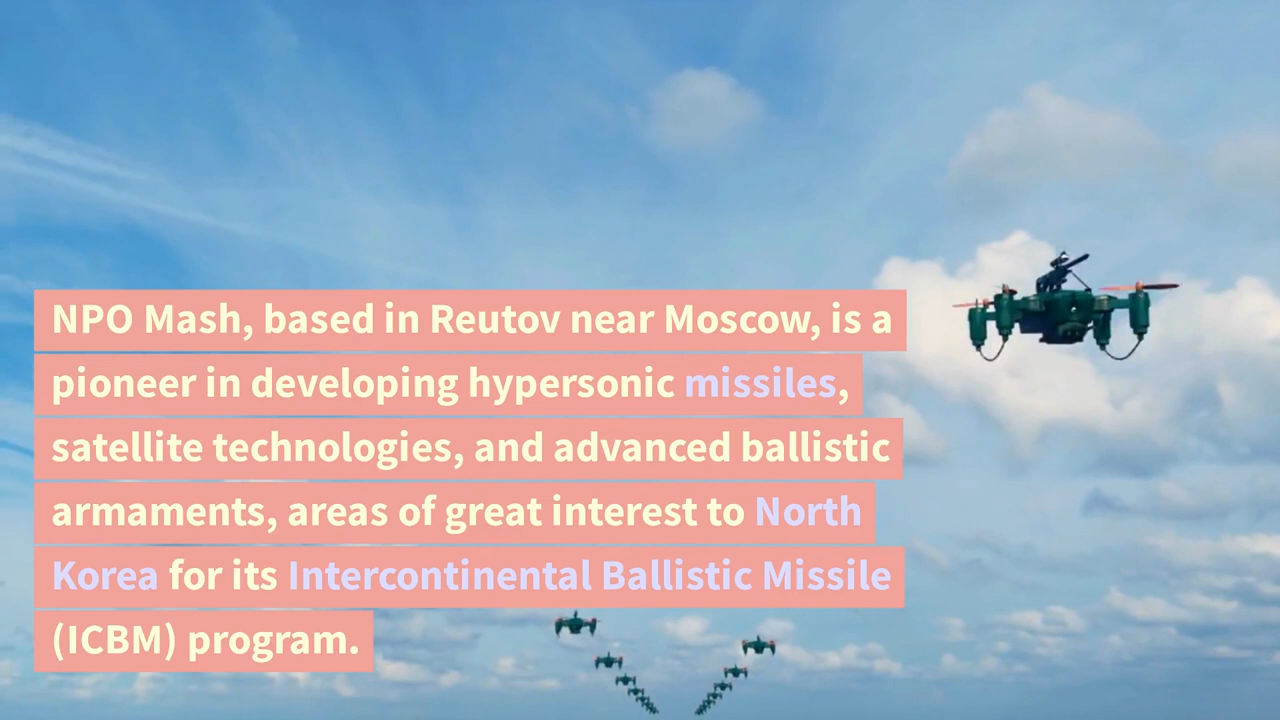 NPO Mash, based in Reutov near Moscow, is a
pioneer in developing hypersonic missiles,
satellite technologies, and advanced ballistic
armaments, areas of great interest to North
Korea for its Intercontinental Ballistic Missile
(ICBM) program.